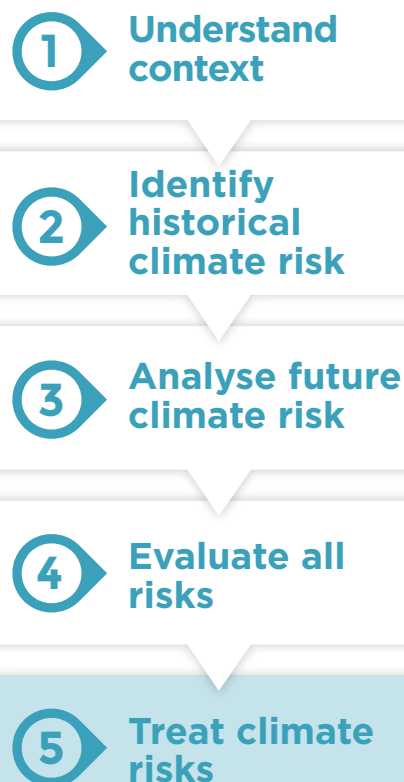 1
Understand
context
2
Identify
historical
climate risk
3
Analyse future
climate risk
4
Evaluate all
risks
5
Treat climate
risks